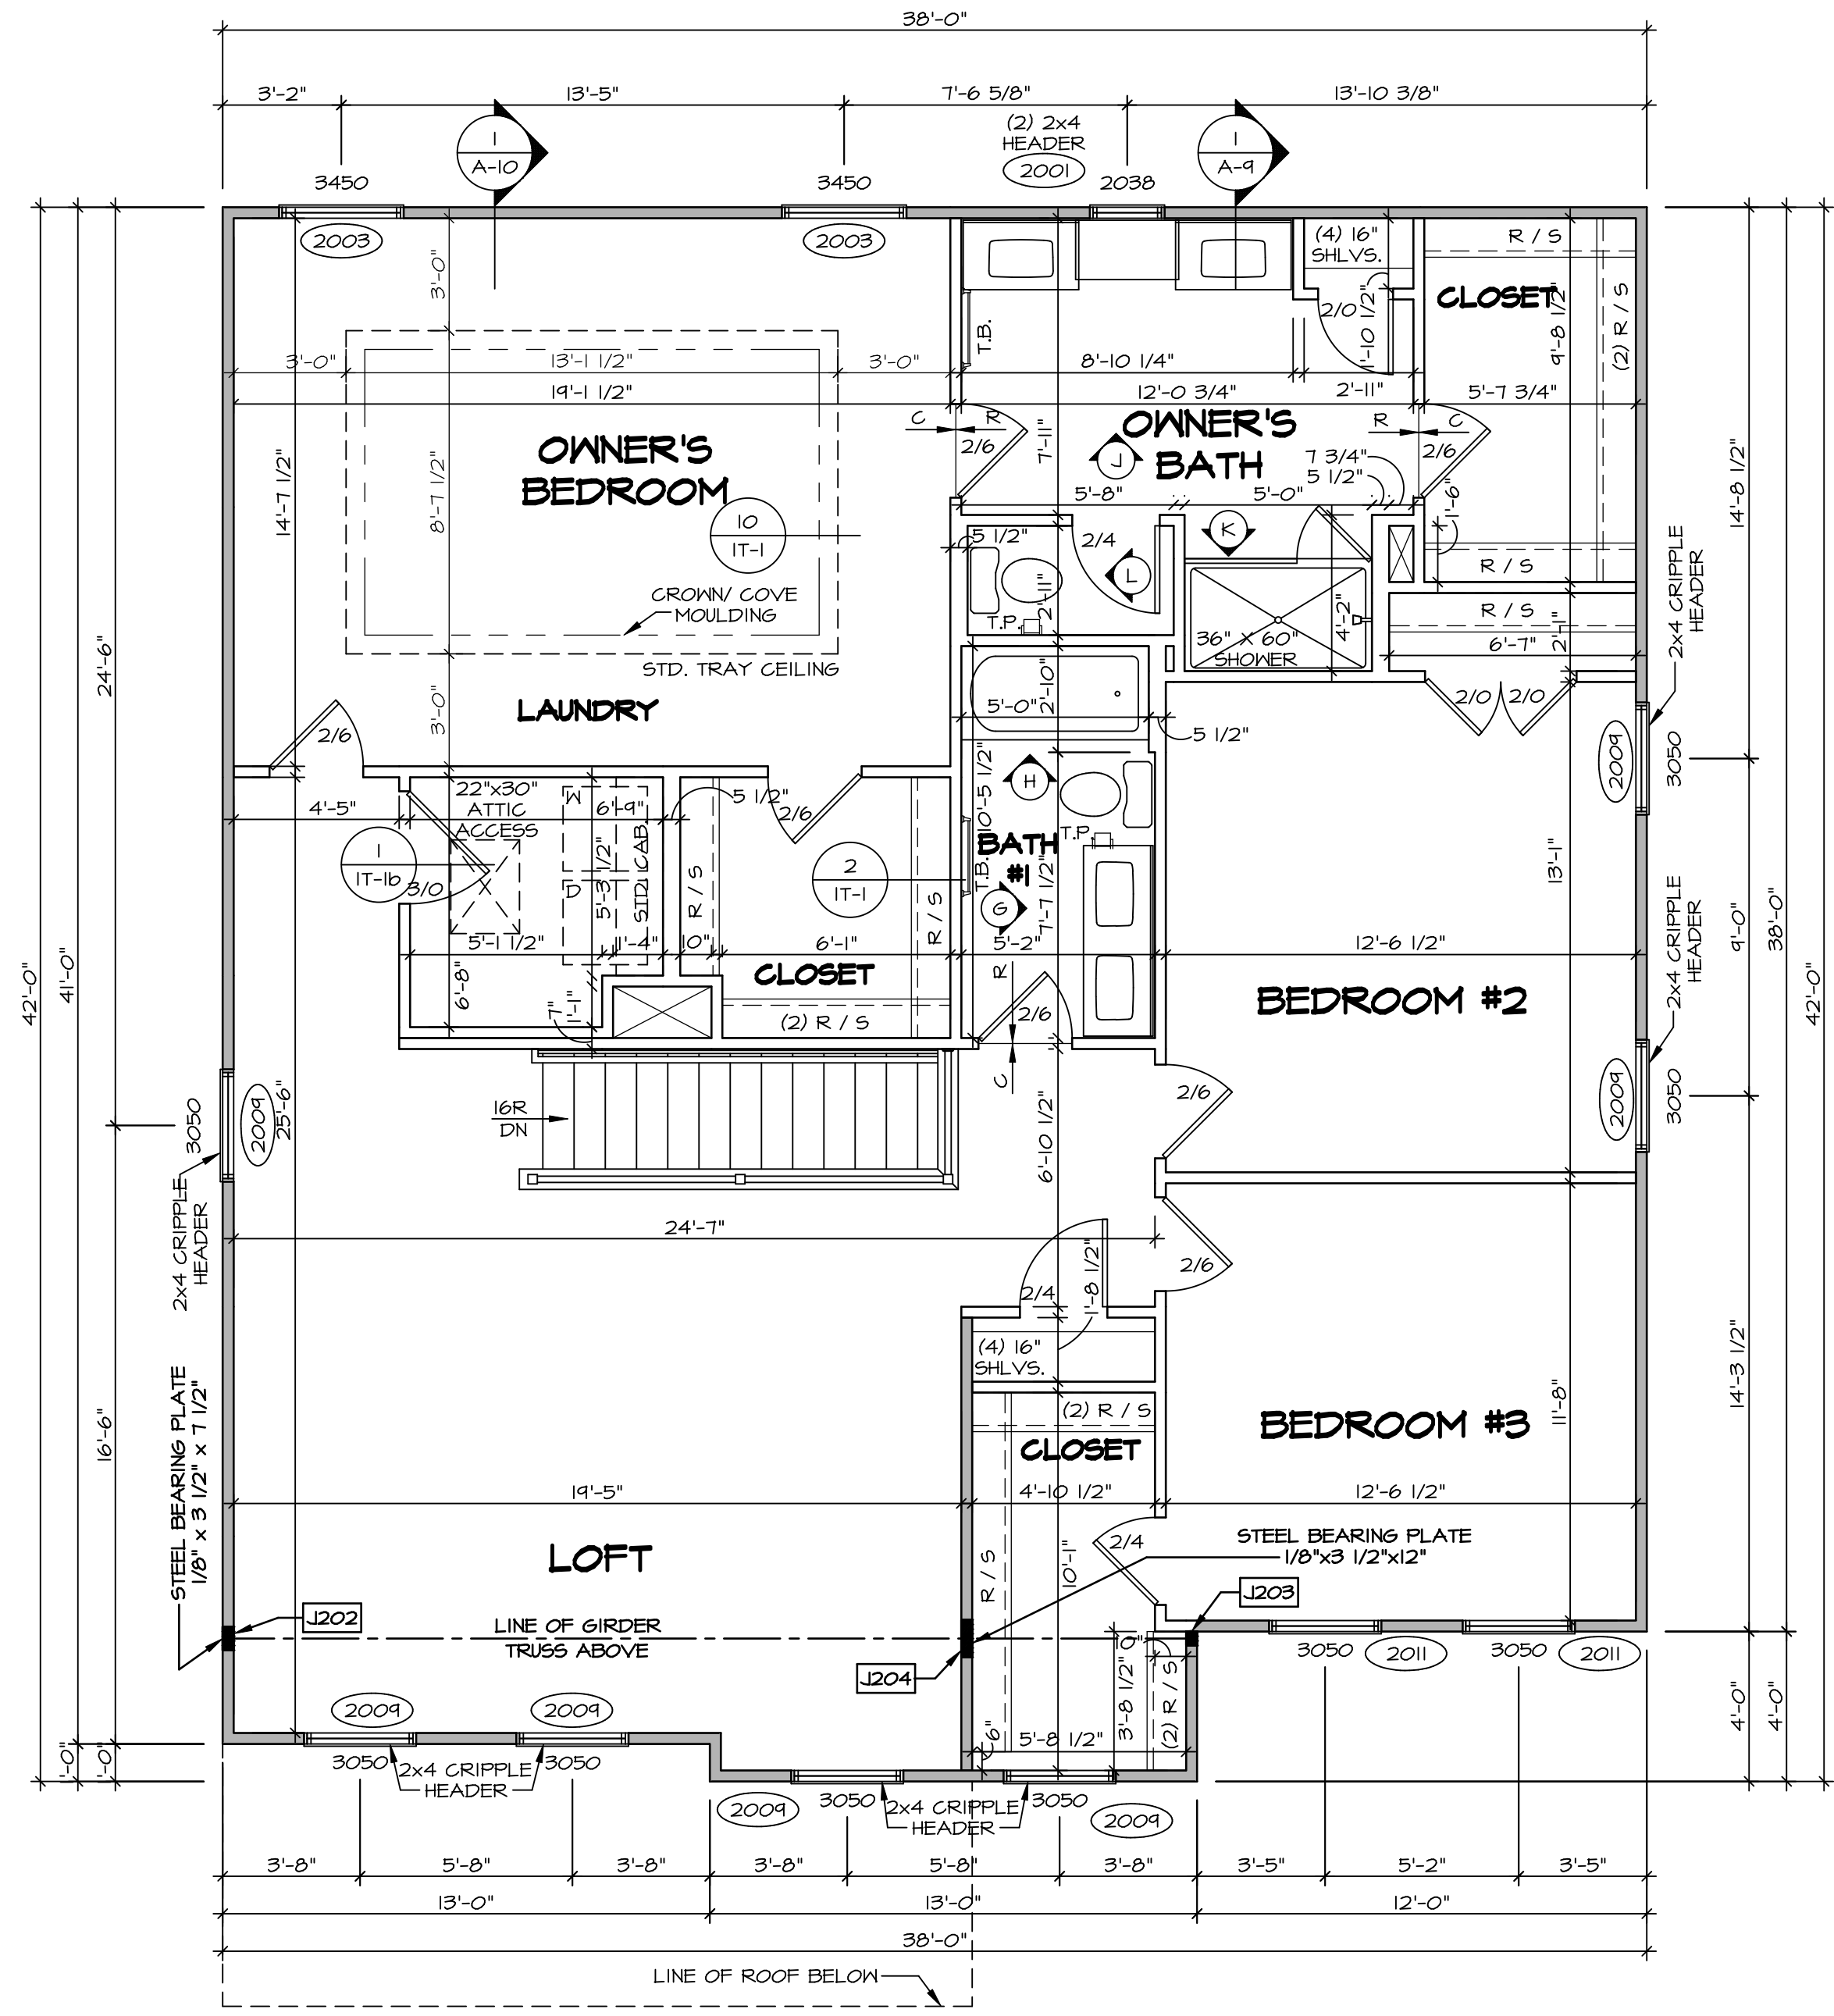 38'-0"
3'-2"
13'-5"
7'-6 5/8"
13'-10 3/8"
(2) 2x4
HEADER
2001
2038
1
A-10
1
A-9
3450
3450
2003
2003
(4) 16"
SHLVS.
R / S
CLOSET
(2) R / S
9'-8 1/2"
2/0
1'-10 1/2"
T.B.
3'-0"
3'-0"
13'-1 1/2"
3'-0"
8'-10 1/4"
19'-1 1/2"
12'-0 3/4"
2'-11"
5'-7 3/4"
C
R
2/6
R
C
2/6
OWNER'S
BEDROOM
OWNER'S
BATH
J
7'-11"
7 3/4"
5 1/2"
5'-8"
5'-0"
1'-6"
14'-7 1/2"
8'-7 1/2"
10
IT-1
5 1/2"
2/4
K
L
2'-11"
T.P.
R / S
R / S
2'-1"
6'-7"
4'-2"
36" X 60"
SHOWER
CROWN/ COVE
MOULDING
STD. TRAY CEILING
LAUNDRY
3'-0"
2/6
2'-10"
5'-0"
5 1/2"
2/0
2/0
14'-8 1/2"
2x4 CRIPPLE
HEADER
3050
2009
24'-6"
41'-0"
42'-0"
22"x30"
ATTIC
ACCESS
4'-5"
W
6'-9"
5 1/2"
2/6
1
IT-1b
3/0
D
5'-3 1/2"
STD CAB.
R / S
2
IT-1
R / S
10'-5 1/2"
H
T.P.
BATH
#1
T.B.
G
7'-7 1/2"
13'-1"
5'-1 1/2"
1'-4"
10"
6'-1"
5'-2"
12'-6 1/2"
6'-8"
CLOSET
R
2/6
C
7"
1'-1"
(2) R / S
BEDROOM #2
2x4 CRIPPLE
HEADER
3050
2009
9'-0"
38'-0"
42'-0"
3050
2009
25'-6"
2x4 CRIPPLE
HEADER
16R
DN
6'-10 1/2"
2/6
24'-7"
2/6
2/4
1'-8 1/2"
(4) 16"
SHLVS.
(2) R / S
CLOSET
BEDROOM #3
11'-8"
14'-3 1/2"
16'-6"
STEEL BEARING PLATE
1/8" x 3 1/2" x 7 1/2"
19'-5"
4'-10 1/2"
12'-6 1/2"
LOFT
R / S
10'-1"
2/4
STEEL BEARING PLATE
1/8"x3 1/2"x12"
J202
J203
LINE OF GIRDER
TRUSS ABOVE
J204
10"
3'-8 1/2"
(2) R / S
6"
5'-8 1/2"
3050
2011
3050
2011
4'-0"
4'-0"
2009
2009
3050
2x4 CRIPPLE
HEADER
3050
1'-0"
1'-0"
2009
3050
2x4 CRIPPLE
HEADER
3050
2009
3'-8"
5'-8"
3'-8"
3'-8"
5'-8"
3'-8"
3'-5"
5'-2"
3'-5"
13'-0"
13'-0"
12'-0"
38'-0"
LINE OF ROOF BELOW